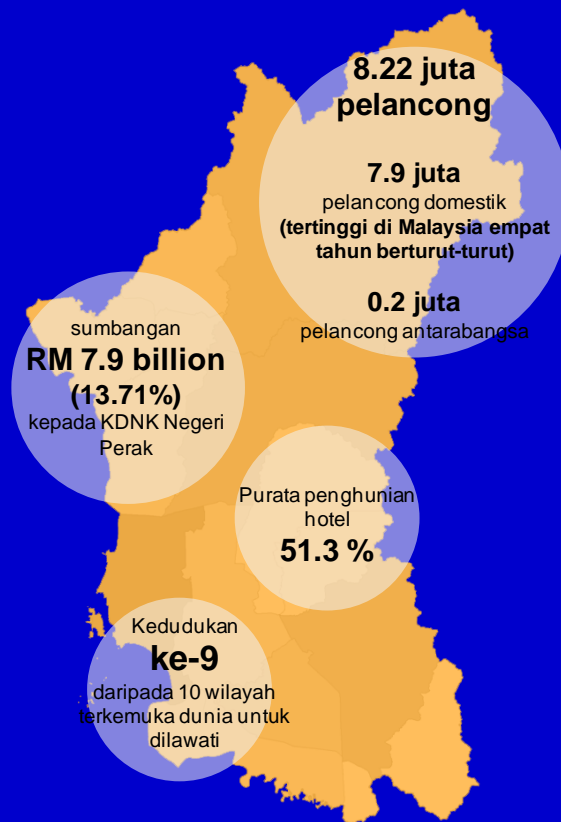 8.22 juta
pelancong
7.9 juta
pelancong domestik
(tertinggi di Malaysia empat
tahun berturut-turut)
0.2 juta
pelancong antarabangsa
sumbangan
RM 7.9 billion
(13.71%)
kepada KDNK Negeri
Perak
Purata penghunian
hotel
51.3 %
Kedudukan
ke-9
daripada 10 wilayah
terkemuka dunia untuk
dilawati